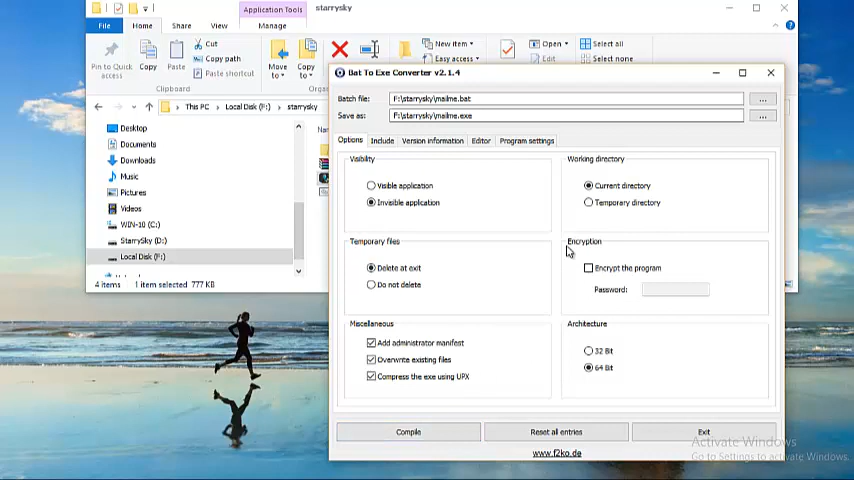 Application Tools
starrysky
File
Home
Share
View
Manage
Pin to Quick
access
Copy
Paste
Cut
Copy path
Paste shortcut
Clipboard
Move
to
Copy
to
New item
Easy access
Open
Edit
Select all
Select none
This PC
Local Disk (F:)
starrysky
Desktop
Documents
Downloads
Music
Pictures
Videos
WIN-10 (C:)
StarrySky (D:)
Local Disk (F:)
4 items
1 item selected 777 KB
Bat To Exe Converter v2.1.4
Batch file:
F:\starrysky\mailme.bat
...
Save as:
F:\starrysky\mailme.exe
...
Options
Include
Version information
Editor
Program settings
Visibility
Visible application
Invisible application
Working directory
Current directory
Temporary directory
Temporary files
Delete at exit
Do not delete
Encryption
Encrypt the program
Password:
Miscellaneous
Add administrator manifest
Overwrite existing files
Compress the exe using UPX
Architecture
32 Bit
64 Bit
Compile
Reset all entries
Exit
www.f2ko.de
Activate Windows
Go to Settings to activate Windows.